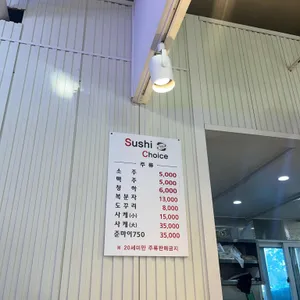 Sushi
Choice
주류
소주 5,000
맥주 5,000
청하 6,000
복분자 13,000
도꾸리 8,000
사케(小) 15,000
사케(大) 35,000
준마이750 35,000
※ 20세미만 주류판매금지